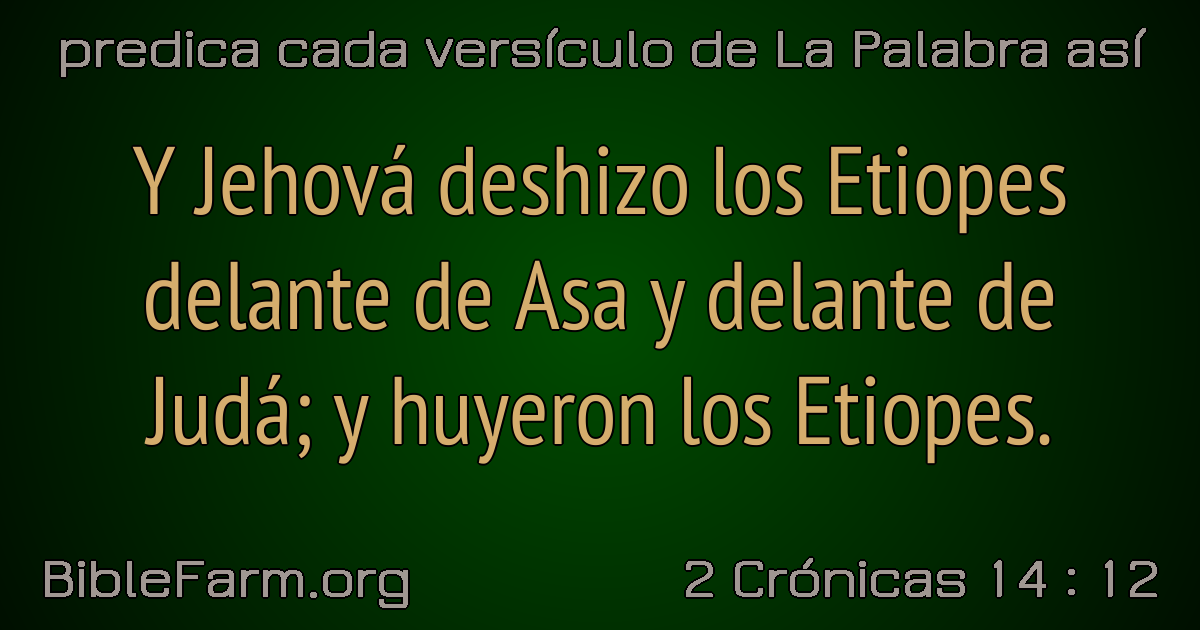 predica cada versículo de La Palabra así
Y Jehová deshizo los Etiopes
delante de Asa y delante de
Judá; y huyeron los Etiopes.
BibleFarm.org
2 Crónicas 14 : 12